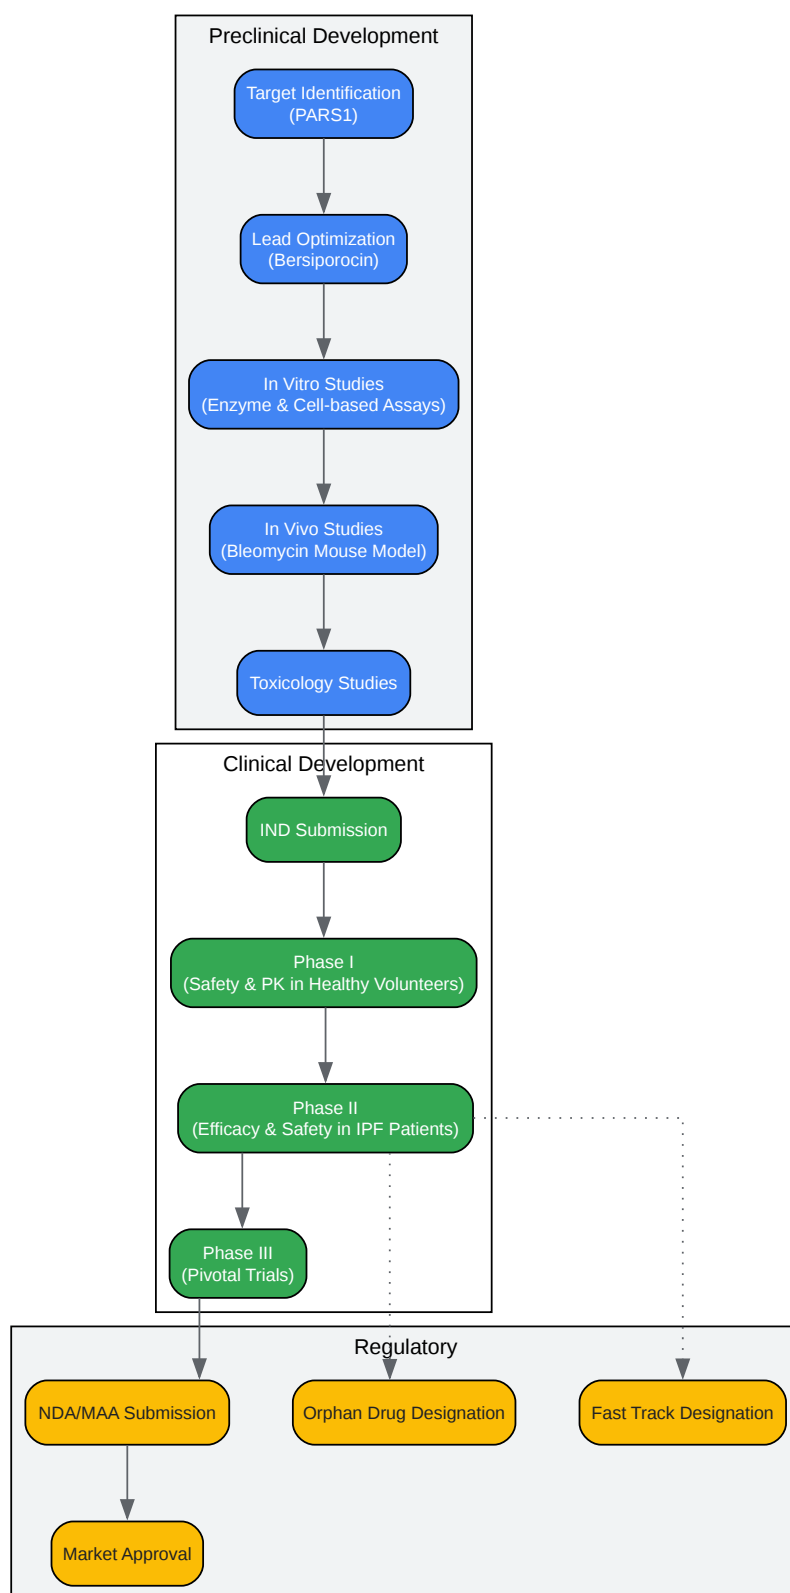 Preclinical Development
Target Identification
(PARS1)
Lead Optimization
(Bersiporocin)
In Vitro Studies
(Enzyme & Cell-based Assays)
In Vivo Studies
(Bleomycin Mouse Model)
Toxicology Studies
Clinical Development
IND Submission
Phase I
(Safety & PK in Healthy Volunteers)
Phase II
(Efficacy & Safety in IPF Patients)
Phase III
(Pivotal Trials)
Regulatory
NDA/MAA Submission
Orphan Drug Designation
Fast Track Designation
Market Approval